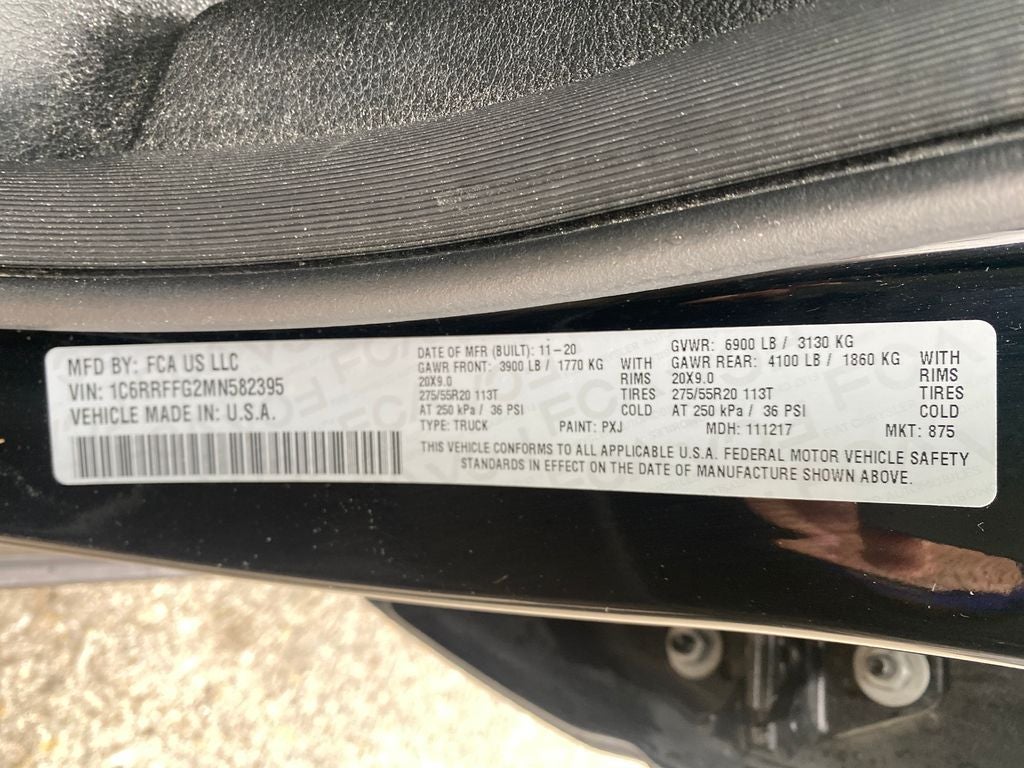 MFD BY: FCA US LLC
VIN: 1C6RRFFG2MN582395
VEHICLE MADE IN: U.S.A.
DATE OF MFR (BUILT): 11-20
GAWR FRONT: 3900 LB / 1770 KG WITH
20X9.0 RIMS
275/55R20 113T TIRES
AT 250 kPa / 36 PSI COLD
TYPE: TRUCK PAINT: PXJ
GVWR: 6900 LB / 3130 KG
GAWR REAR: 4100 LB / 1860 KG WITH
20X9.0 RIMS
275/55R20 113T TIRES
AT 250 kPa / 36 PSI COLD
MDH: 111217 MKT: 875
THIS VEHICLE CONFORMS TO ALL APPLICABLE U.S.A. FEDERAL MOTOR VEHICLE SAFETY
STANDARDS IN EFFECT ON THE DATE OF MANUFACTURE SHOWN ABOVE.